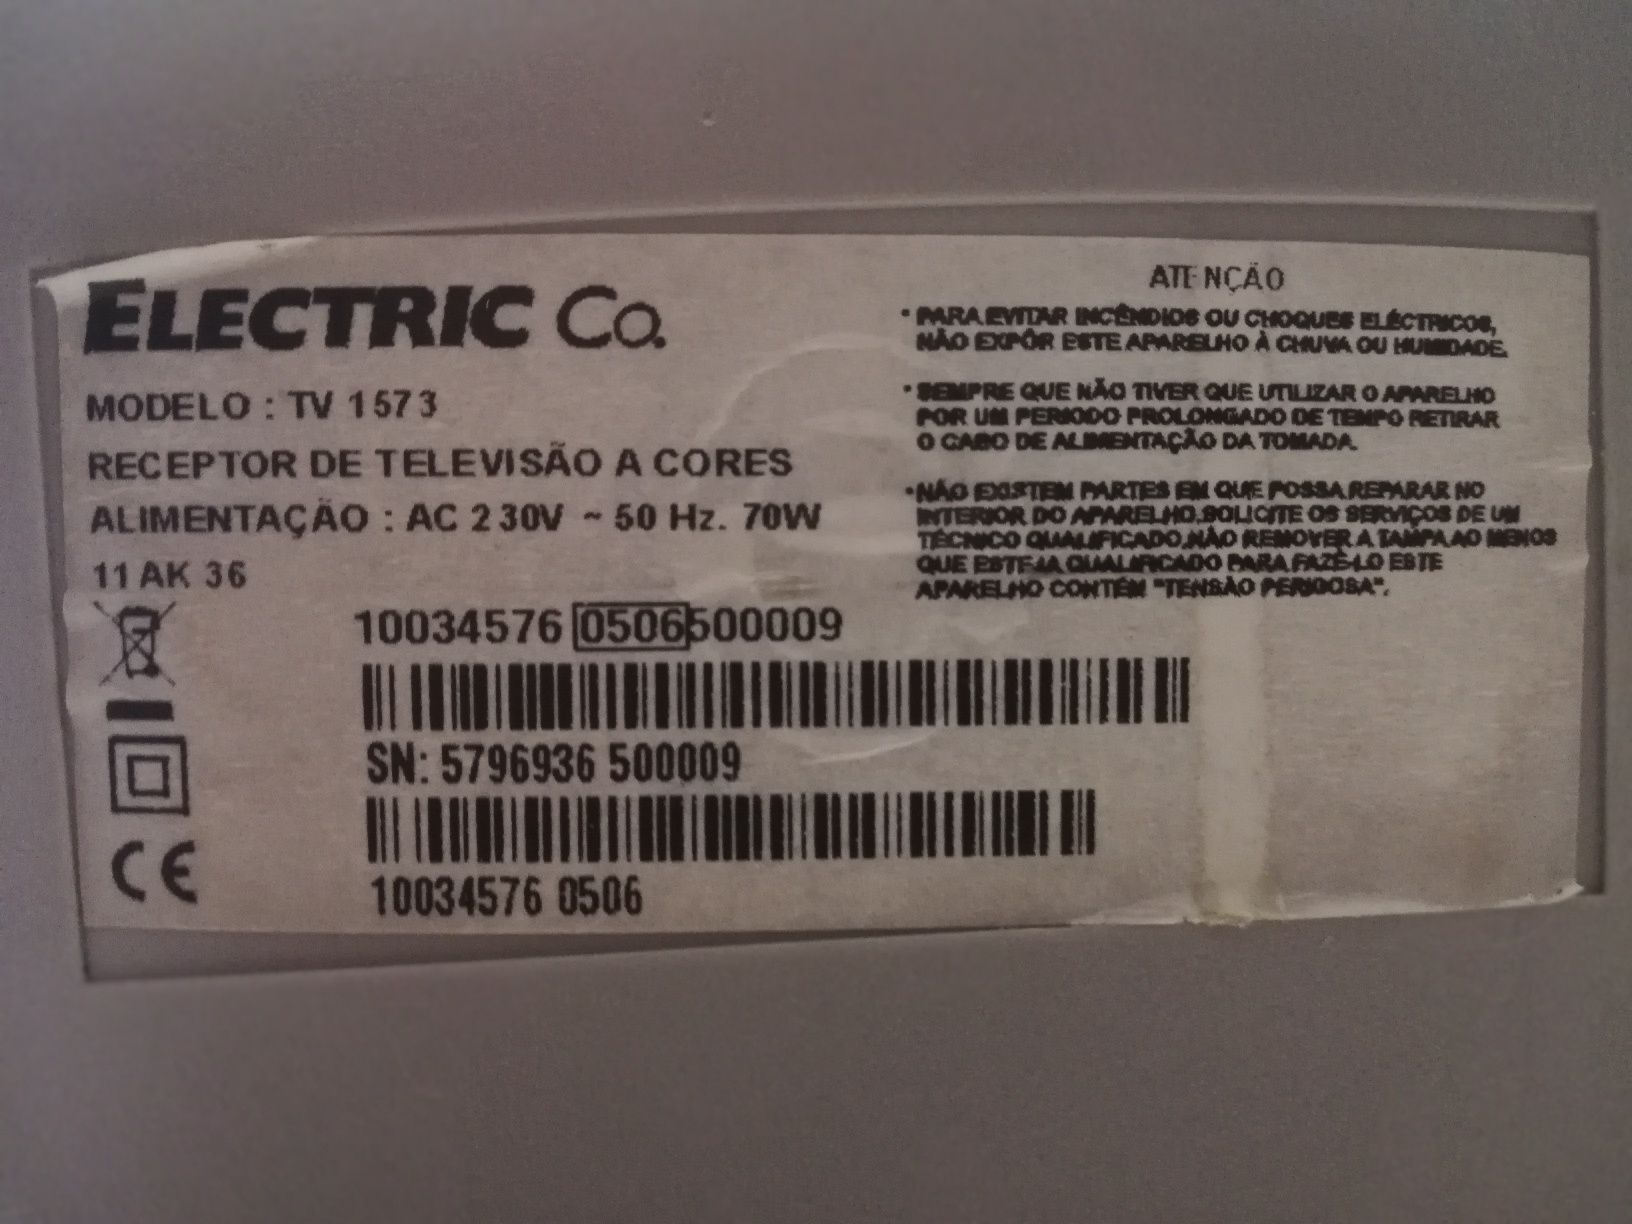 ELECTRIC Co.
MODELO : TV 1573
RECEPTOR DE TELEVISÃO A CORES
ALIMENTAÇÃO : AC 230V ~ 50 Hz. 70W
11AK 36
10034576 0506 500009
SN: 5796936 500009
10034576 0506
CE
ATENÇÃO
• PARA EVITAR INCÊNDIOS OU CHOQUES ELÉCTRICOS,
NÃO EXPÔR ESTE APARELHO À CHUVA OU HUMIDADE.
• SEMPRE QUE NÃO TIVER QUE UTILIZAR O APARELHO
POR UM PERIODO PROLONGADO DE TEMPO RETIRAR
O CABO DE ALIMENTAÇÃO DA TOMADA.
• NÃO EXISTEM PARTES EM QUE POSSA REPARAR NO
INTERIOR DO APARELHO.SOLICITE OS SERVIÇOS DE UM
TÉCNICO QUALIFICADO.NÃO REMOVER A TAMPA AO MENOS
QUE ESTEJA QUALIFICADO PARA FAZÊ-LO ESTE
APARELHO CONTÉM "TENSÃO PERIGOSA".